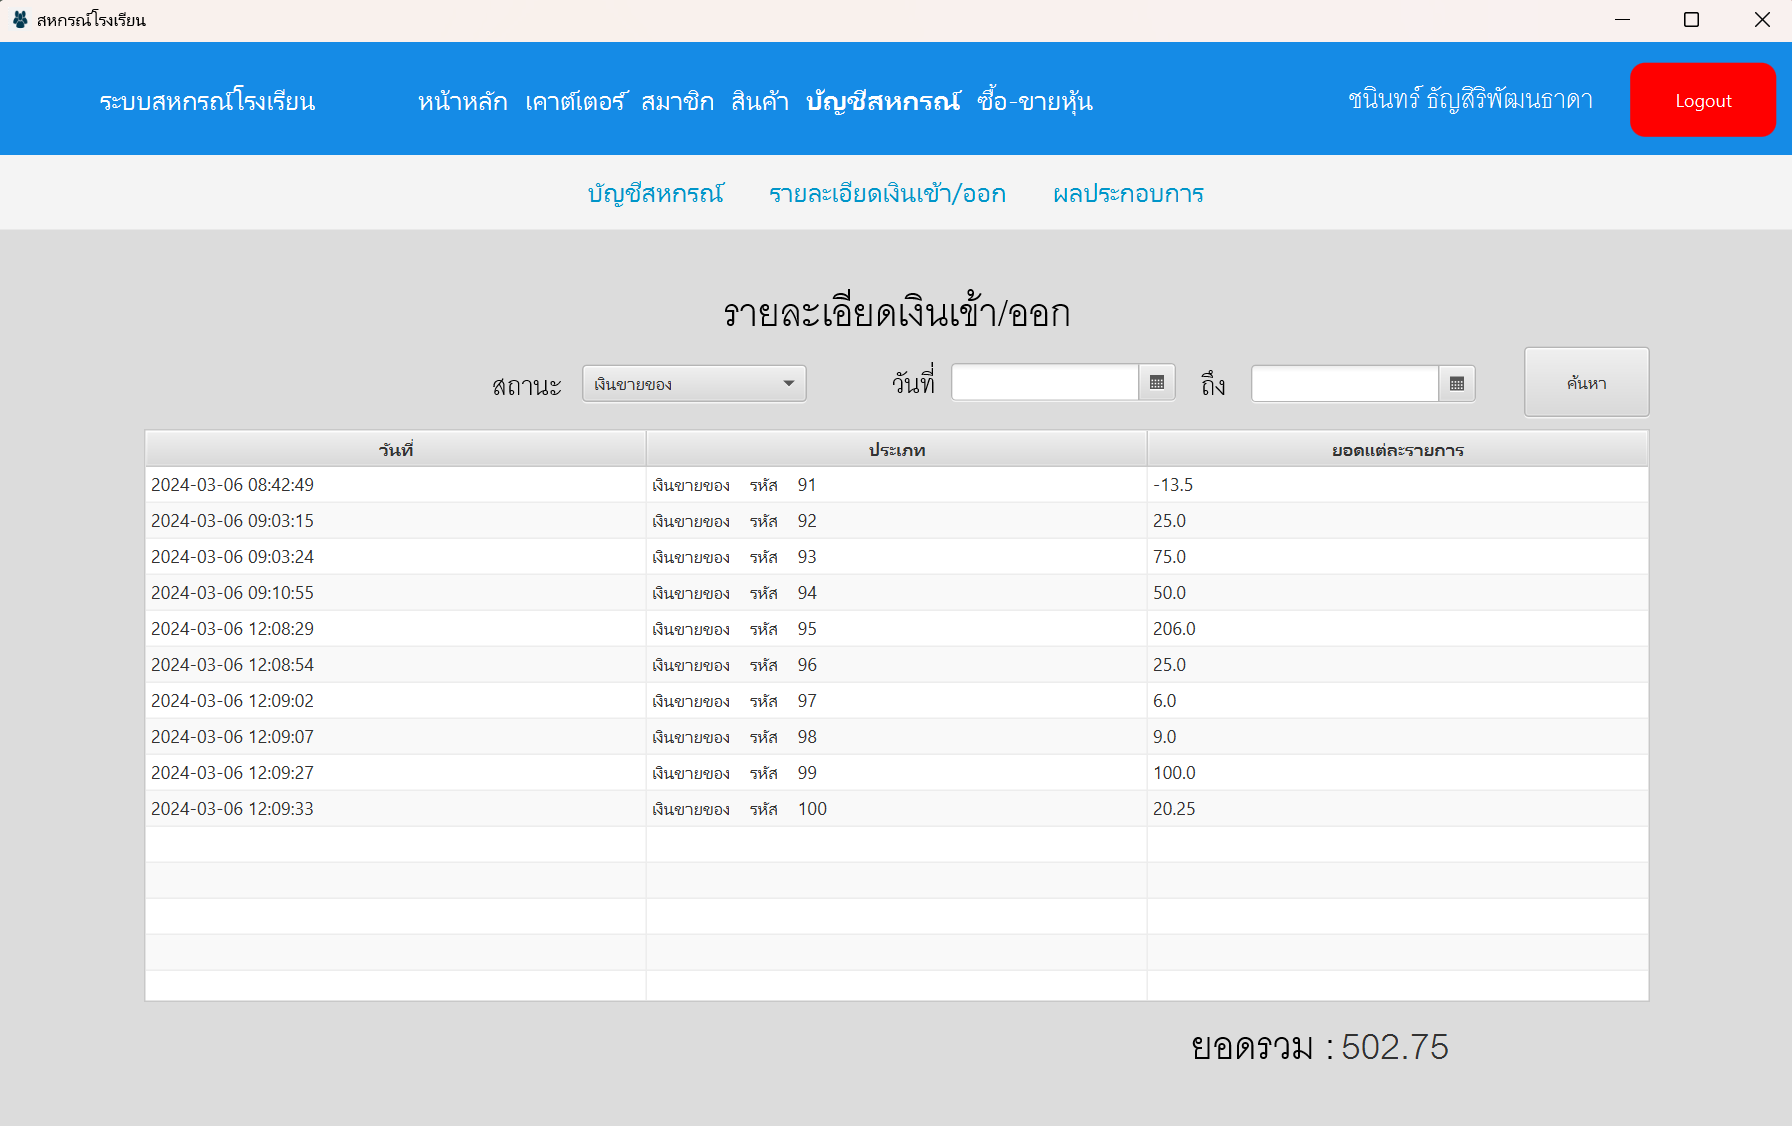 สหกรณ์โรงเรียน
ระบบสหกรณ์โรงเรียน หน้าหลัก เคาต์เตอร์ สมาชิก สินค้า บัญชีสหกรณ์ ซื้อ-ขายหุ้น ชนินทร์ ธัญสิริพัฒนธาดา Logout
บัญชีสหกรณ์ รายละเอียดเงินเข้า/ออก ผลประกอบการ
รายละเอียดเงินเข้า/ออก
สถานะ เงินขายของ วันที่ ถึง ค้นหา
วันที่ ประเภท ยอดแต่ละรายการ
2024-03-06 08:42:49 เงินขายของ รหัส 91 -13.5
2024-03-06 09:03:15 เงินขายของ รหัส 92 25.0
2024-03-06 09:03:24 เงินขายของ รหัส 93 75.0
2024-03-06 09:10:55 เงินขายของ รหัส 94 50.0
2024-03-06 12:08:29 เงินขายของ รหัส 95 206.0
2024-03-06 12:08:54 เงินขายของ รหัส 96 25.0
2024-03-06 12:09:02 เงินขายของ รหัส 97 6.0
2024-03-06 12:09:07 เงินขายของ รหัส 98 9.0
2024-03-06 12:09:27 เงินขายของ รหัส 99 100.0
2024-03-06 12:09:33 เงินขายของ รหัส 100 20.25
ยอดรวม : 502.75